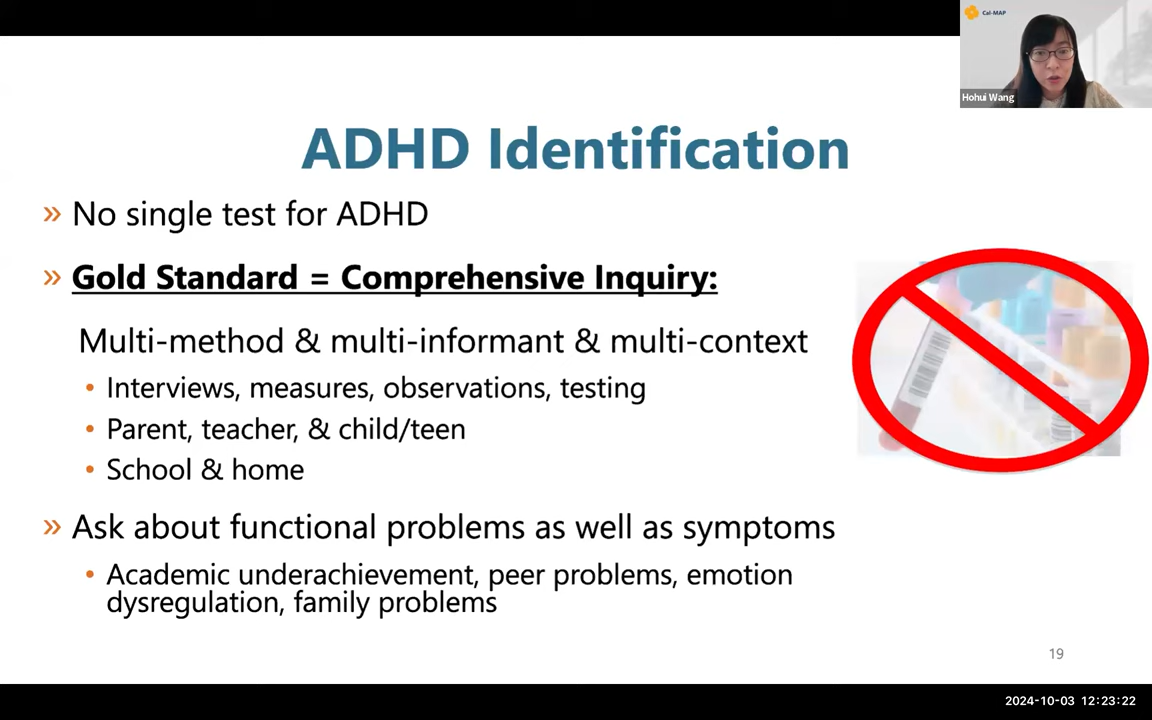 Cal-MAP
Hohui Wang
ADHD Identification
» No single test for ADHD
» Gold Standard = Comprehensive Inquiry:
Multi-method & multi-informant & multi-context
• Interviews, measures, observations, testing
• Parent, teacher, & child/teen
• School & home
» Ask about functional problems as well as symptoms
• Academic underachievement, peer problems, emotion
dysregulation, family problems
19
2024-10-03 12:23:22